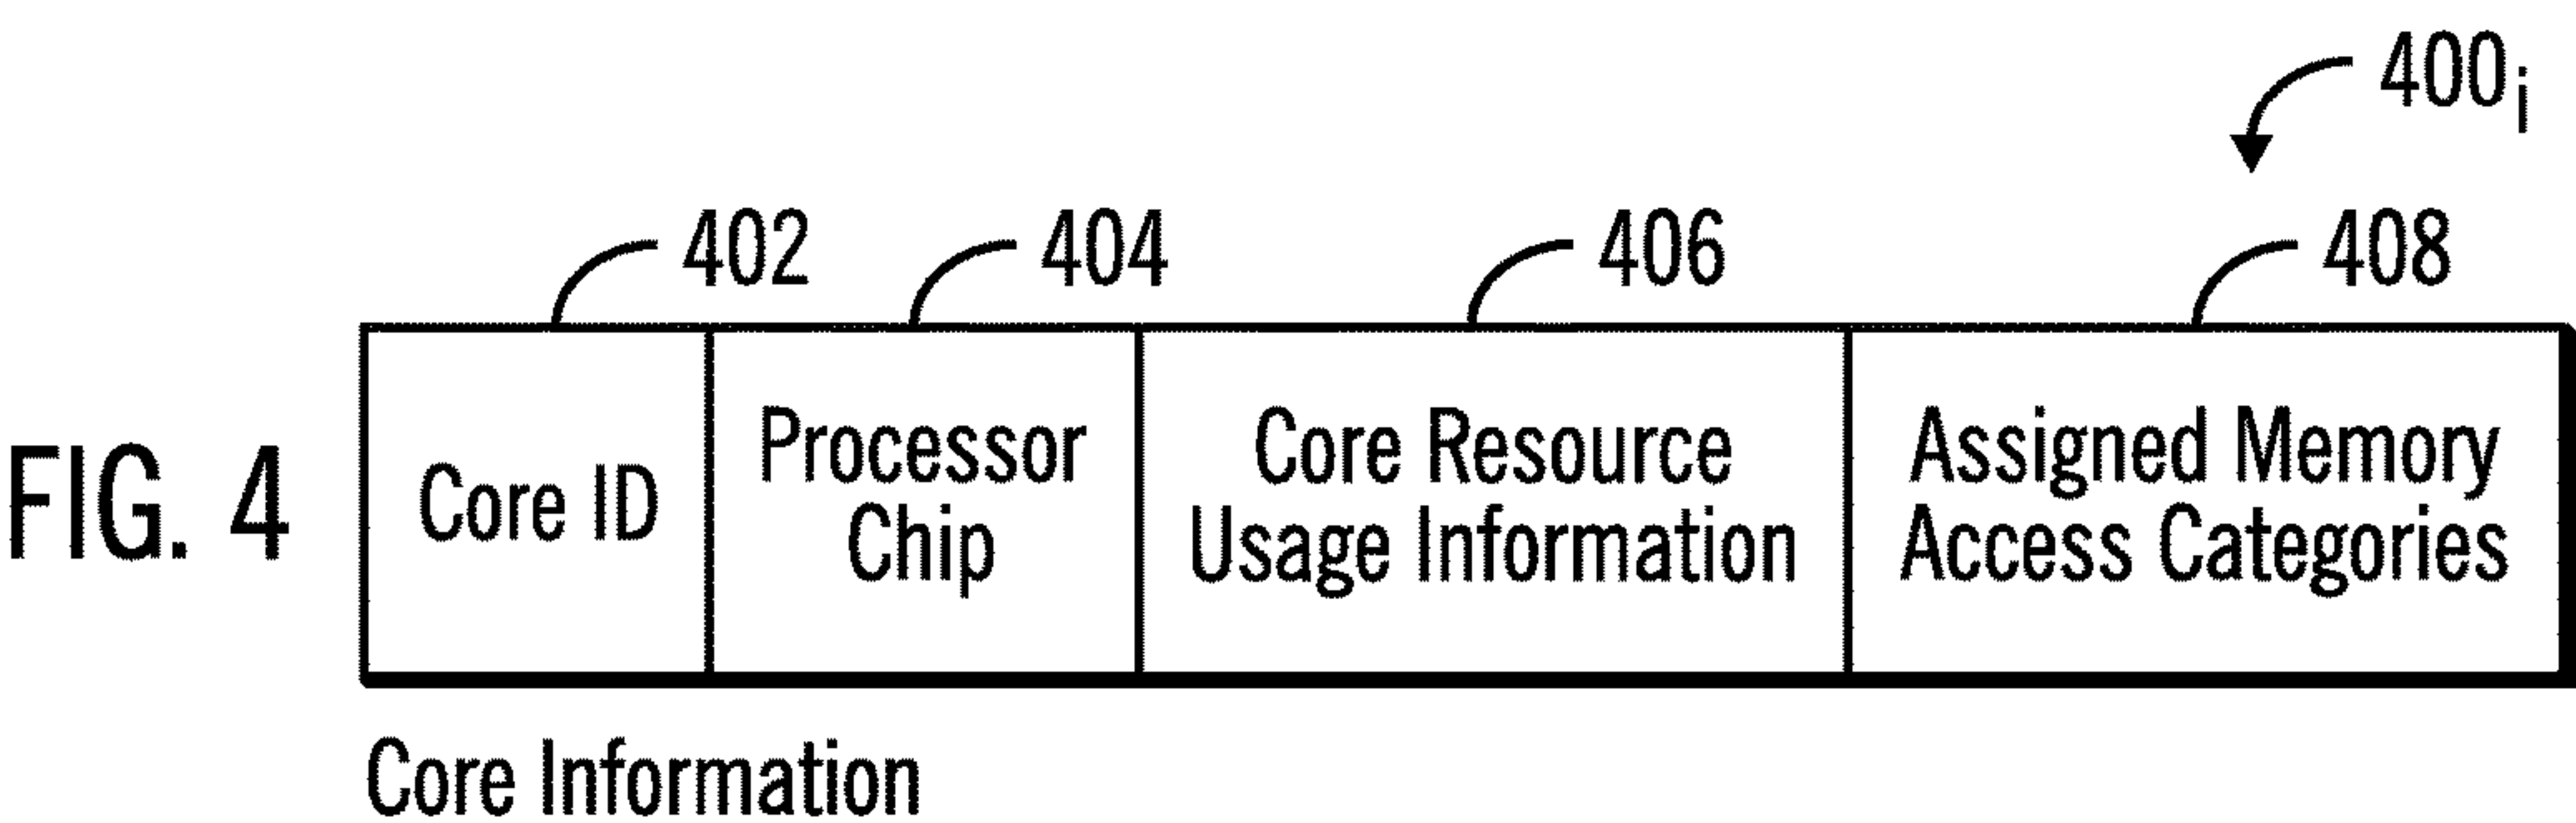 400i
402
404
406
408
FIG. 4
Core ID
Processor
Chip
Core Resource
Usage Information
Assigned Memory
Access Categories
Core Information